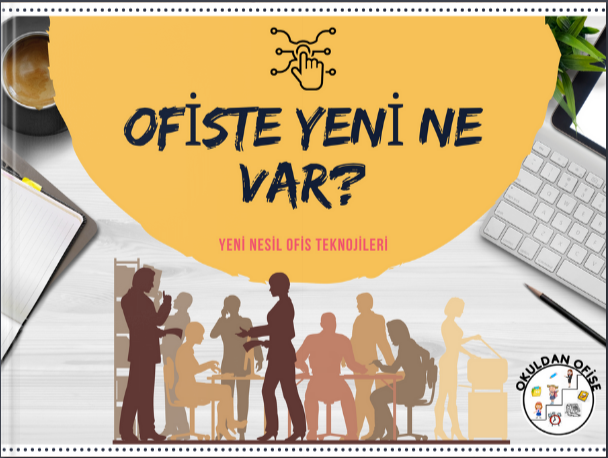 OFİSTE YENİ NE
VAR?
YENİ NESİL OFİS TEKNOJİLERİ
OKULDAN OFİSE